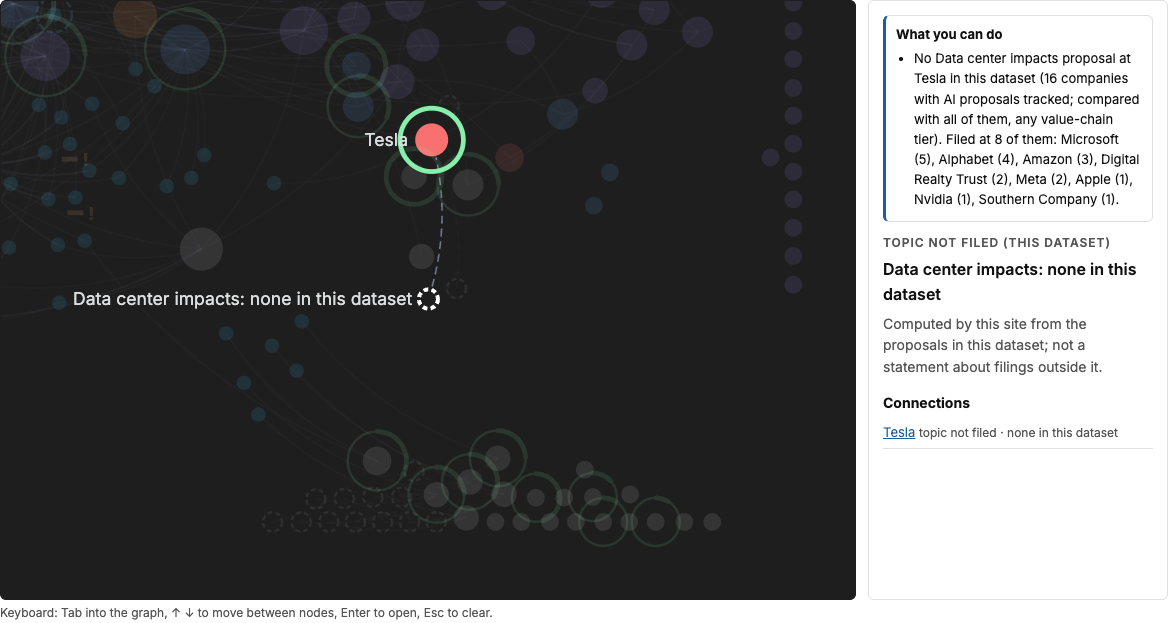 Tesla
Data center impacts: none in this dataset
What you can do
• No Data center impacts proposal at
Tesla in this dataset (16 companies
with AI proposals tracked; compared
with all of them, any value-chain
tier). Filed at 8 of them: Microsoft
(5), Alphabet (4), Amazon (3), Digital
Realty Trust (2), Meta (2), Apple (1),
Nvidia (1), Southern Company (1).
TOPIC NOT FILED (THIS DATASET)
Data center impacts: none in this
dataset
Computed by this site from the
proposals in this dataset; not a
statement about filings outside it.
Connections
Tesla topic not filed · none in this dataset
Keyboard: Tab into the graph, ↑ ↓ to move between nodes, Enter to open, Esc to clear.